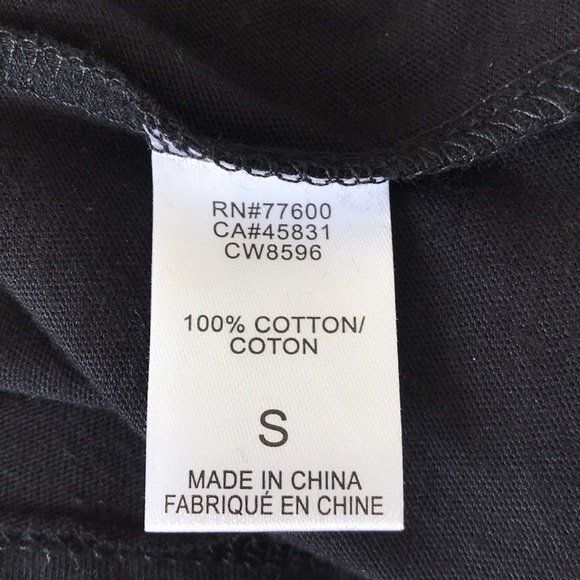 RN#77600
CA#45831
CW8596
100% COTTON/
COTON
S
MADE IN CHINA
FABRIQUÉ EN CHINE